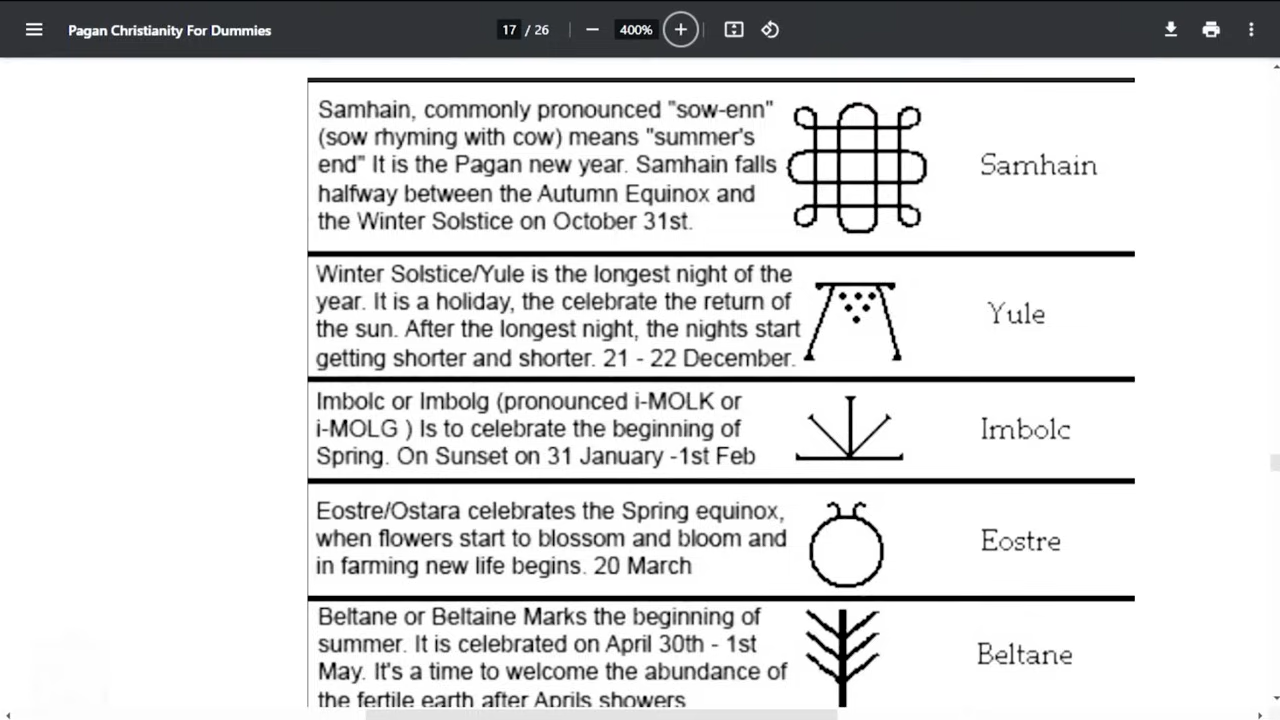 Pagan Christianity For Dummies
17 / 26
400%
Samhain, commonly pronounced "sow-enn"
(sow rhyming with cow) means "summer's
end" It is the Pagan new year. Samhain falls
halfway between the Autumn Equinox and
the Winter Solstice on October 31st.
Samhain
Winter Solstice/Yule is the longest night of the
year. It is a holiday, the celebrate the return of
the sun. After the longest night, the nights start
getting shorter and shorter. 21 - 22 December.
Yule
Imbolc or Imbolg (pronounced i-MOLK or
i-MOLG ) Is to celebrate the beginning of
Spring. On Sunset on 31 January -1st Feb
Imbolc
Eostre/Ostara celebrates the Spring equinox,
when flowers start to blossom and bloom and
in farming new life begins. 20 March
Eostre
Beltane or Beltaine Marks the beginning of
summer. It is celebrated on April 30th - 1st
May. It's a time to welcome the abundance of
the fertile earth after Aprils showers
Beltane